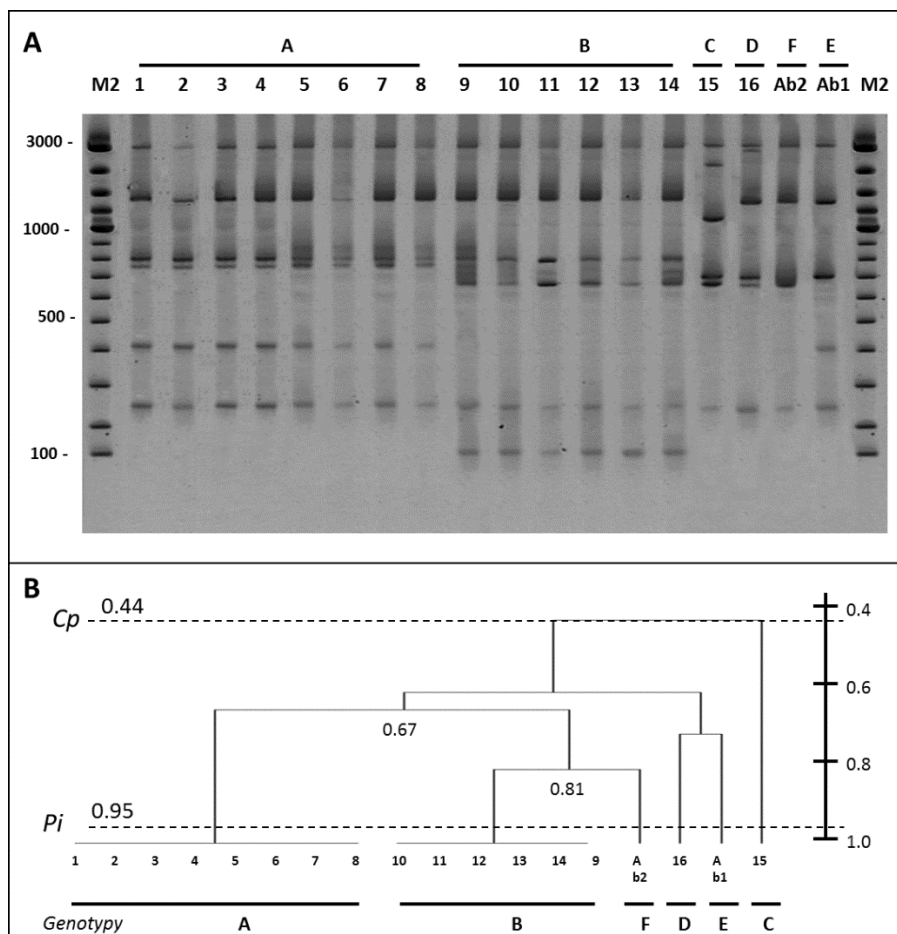 A
A B C D F E
M2 1 2 3 4 5 6 7 8 9 10 11 12 13 14 15 16 Ab2 Ab1 M2
3000 -
1000 -
500 -
100 -
B
Cp 0.44 0.4
0.6
0.67
0.81 0.8
Pi 0.95
1.0
1 2 3 4 5 6 7 8 10 11 12 13 14 9 A 16 A 15
b2 b1
Genotypy A B F D E C